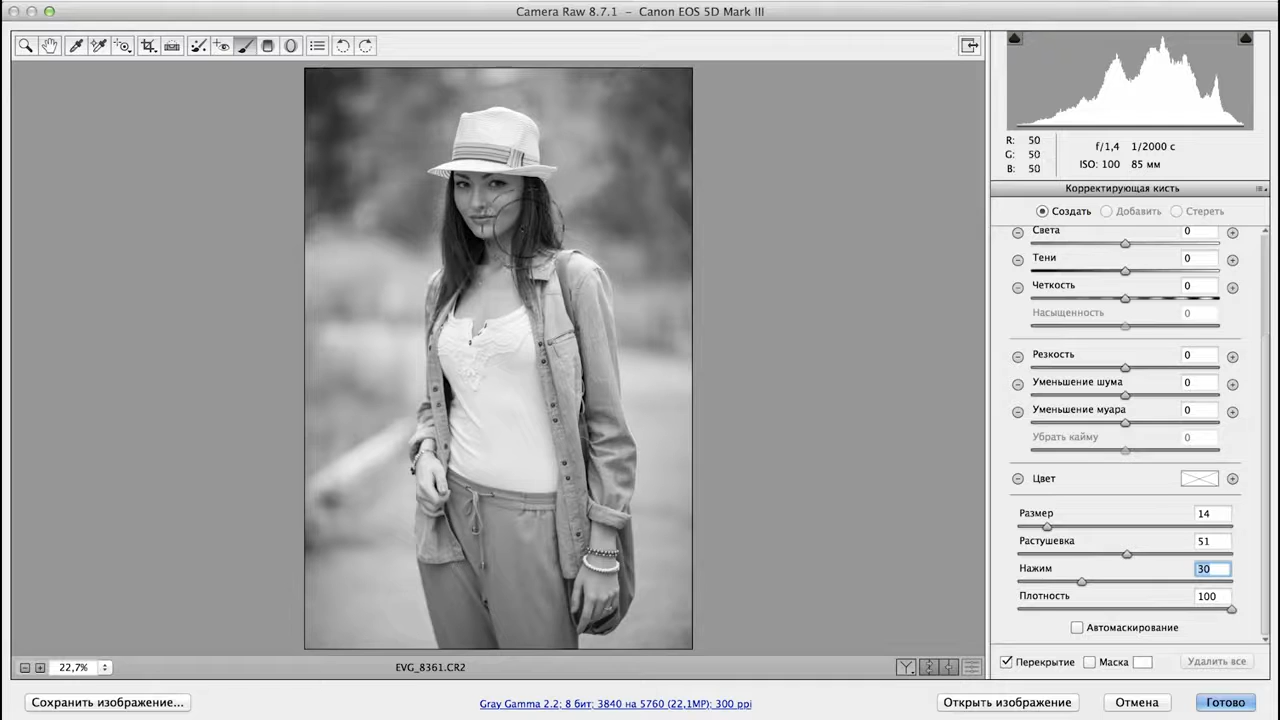 Camera Raw 8.7.1 - Canon EOS 5D Mark III
R: 50
G: 50
B: 50
f/1,4 1/2000 с
ISO: 100 85 мм
Корректирующая кисть
Создать Добавить Стереть
Света 0
Тени 0
Четкость 0
Насыщенность 0
Резкость 0
Уменьшение шума 0
Уменьшение муара 0
Убрать кайму 0
Цвет
Размер 14
Растушевка 51
Нажим 30
Плотность 100
Автомаскирование
22,7% EVG_8361.CR2 Y Перекрытие Маска Удалить все
Сохранить изображение... Gray Gamma 2.2; 8 бит; 3840 на 5760 (22,1MP); 300 ppi Открыть изображение Отмена Готово